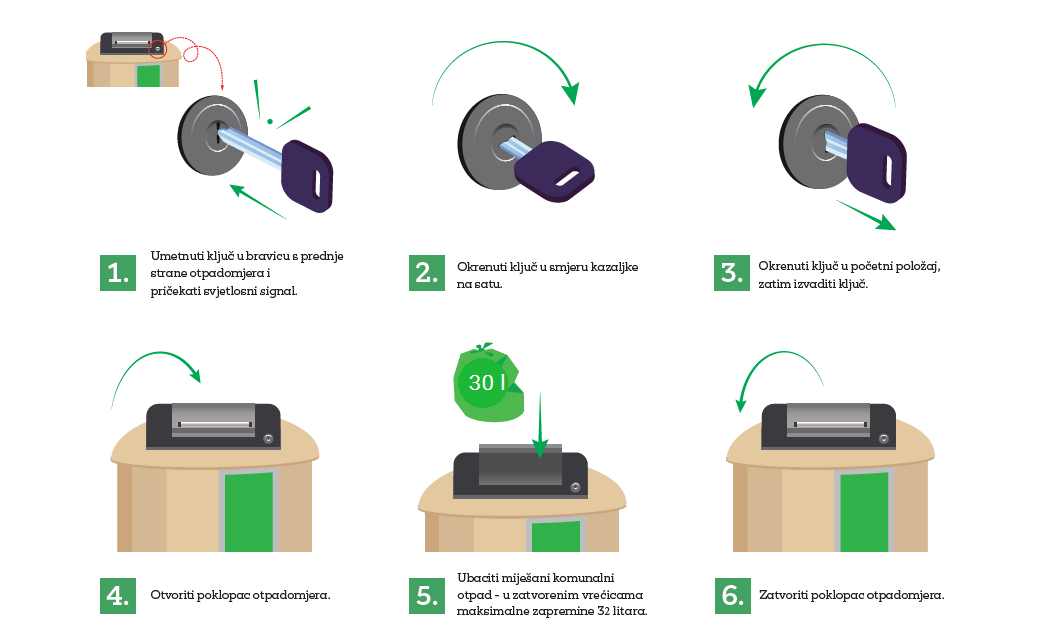 1.
Umetnuti ključ u bravicu s prednje
strane otpadomjera i
pričekati svjetlosni signal.
2.
Okrenuti ključ u smjeru kazaljke
na satu.
3.
Okrenuti ključ u početni položaj,
zatim izvaditi ključ.
4.
Otvoriti poklopac otpadomjera.
30 l
5.
Ubaciti miješani komunalni
otpad - u zatvorenim vrećicama
maksimalne zapremine 32 litara.
6.
Zatvoriti poklopac otpadomjera.